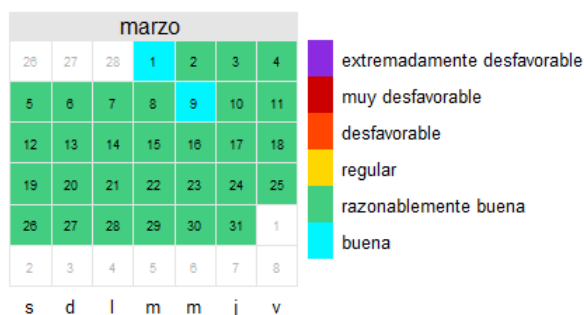 marzo
26 27 28 1 2 3 4
5 6 7 8 9 10 11
12 13 14 15 16 17 18
19 20 21 22 23 24 25
26 27 28 29 30 31 1
2 3 4 5 6 7 8
s d l m m j v
extremadamente desfavorable
muy desfavorable
desfavorable
regular
razonablemente buena
buena